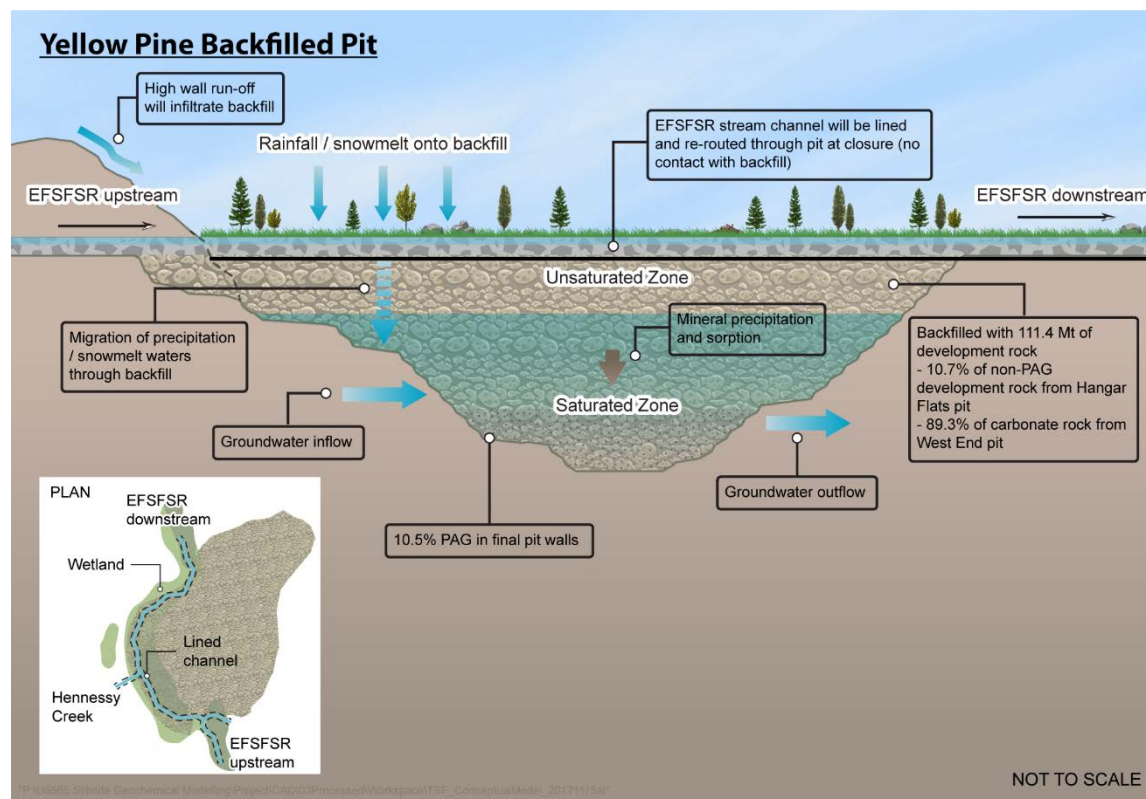 Yellow Pine Backfilled Pit
High wall run-off
will infiltrate backfill
Rainfall / snowmelt onto backfill
EFSFSR stream channel will be lined
and re-routed through pit at closure (no
contact with backfill)
EFSFSR upstream
EFSFSR downstream
Unsaturated Zone
Migration of precipitation
/ snowmelt waters
through backfill
Mineral precipitation
and sorption
Backfilled with 111.4 Mt of
development rock
- 10.7% of non-PAG
development rock from Hangar
Flats pit
- 89.3% of carbonate rock from
West End pit
Saturated Zone
Groundwater inflow
Groundwater outflow
10.5% PAG in final pit walls
PLAN
EFSFSR
downstream
Wetland
Lined
channel
Hennessy
Creek
EFSFSR
upstream
NOT TO SCALE